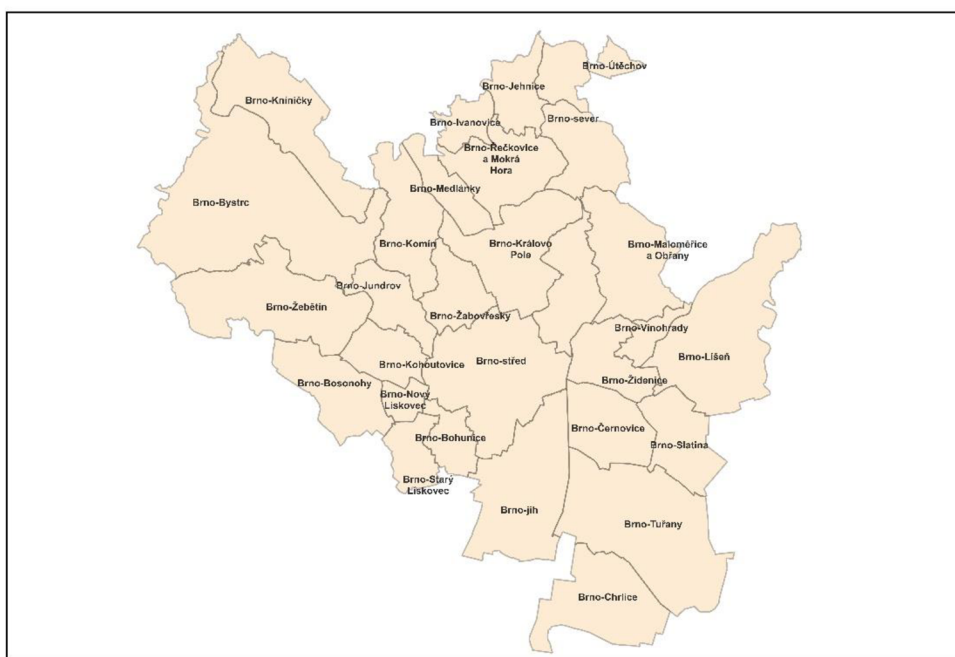 Brno-Útěchov
Brno-Jehnice
Brno-Kníničky
Brno-Ivanovice
Brno-sever
Brno-Řečkovice
a Mokrá
Hora
Brno-Medlánky
Brno-Bystrc
Brno-Komín
Brno-Královo
Pole
Brno-Maloměřice
a Obřany
Brno-Jundrov
Brno-Žebětín
Brno-Žabovřesky
Brno-Vinohrady
Brno-střed
Brno-Líšeň
Brno-Kohoutovice
Brno-Bosonohy
Brno-Židenice
Brno-Nový
Lískovec
Brno-Černovice
Brno-Bohunice
Brno-Slatina
Brno-Starý
Lískovec
Brno-jih
Brno-Tuřany
Brno-Chrlice